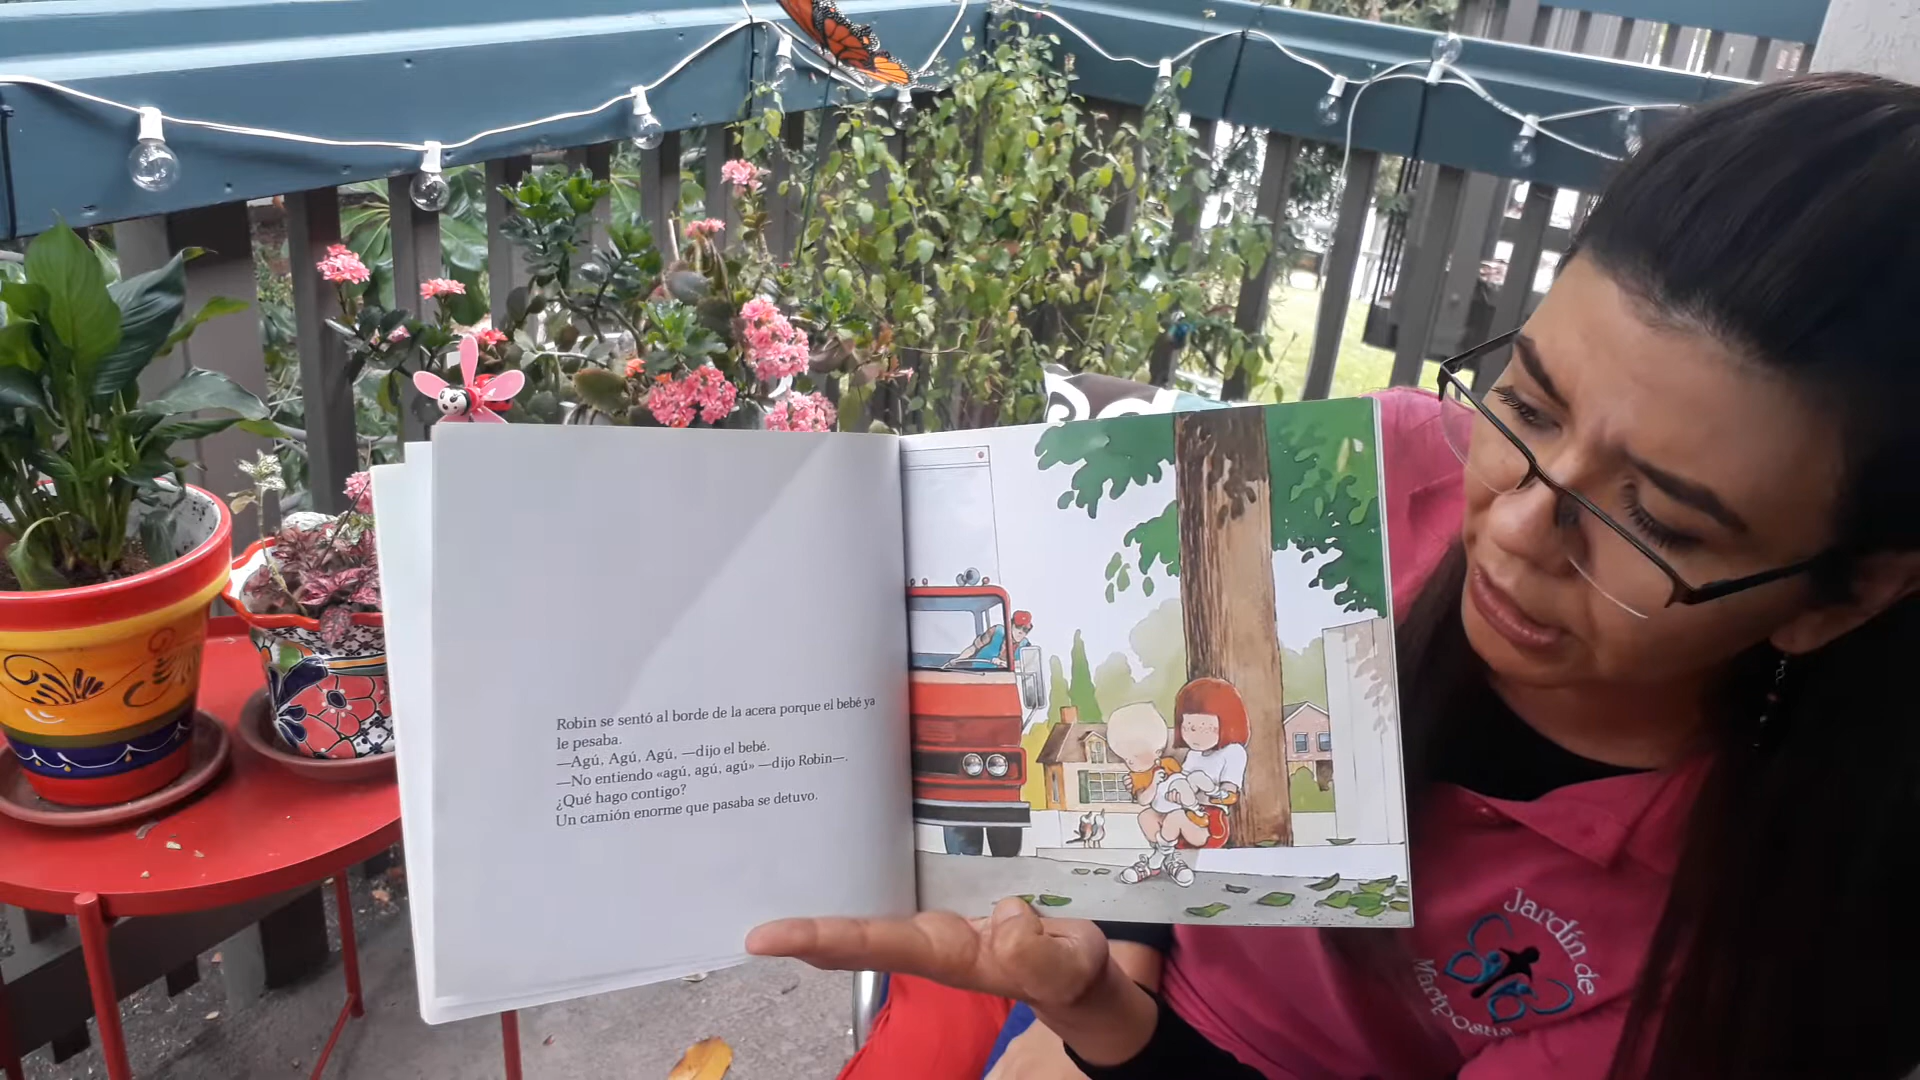 Robin se sentó al borde de la acera porque el bebé ya
le pesaba.
—Agú, Agú, Agú, —dijo el bebé.
—No entiendo «agú, agú, agú» —dijo Robin—.
¿Qué hago contigo?
Un camión enorme que pasaba se detuvo.
Jardín de
Mariposas